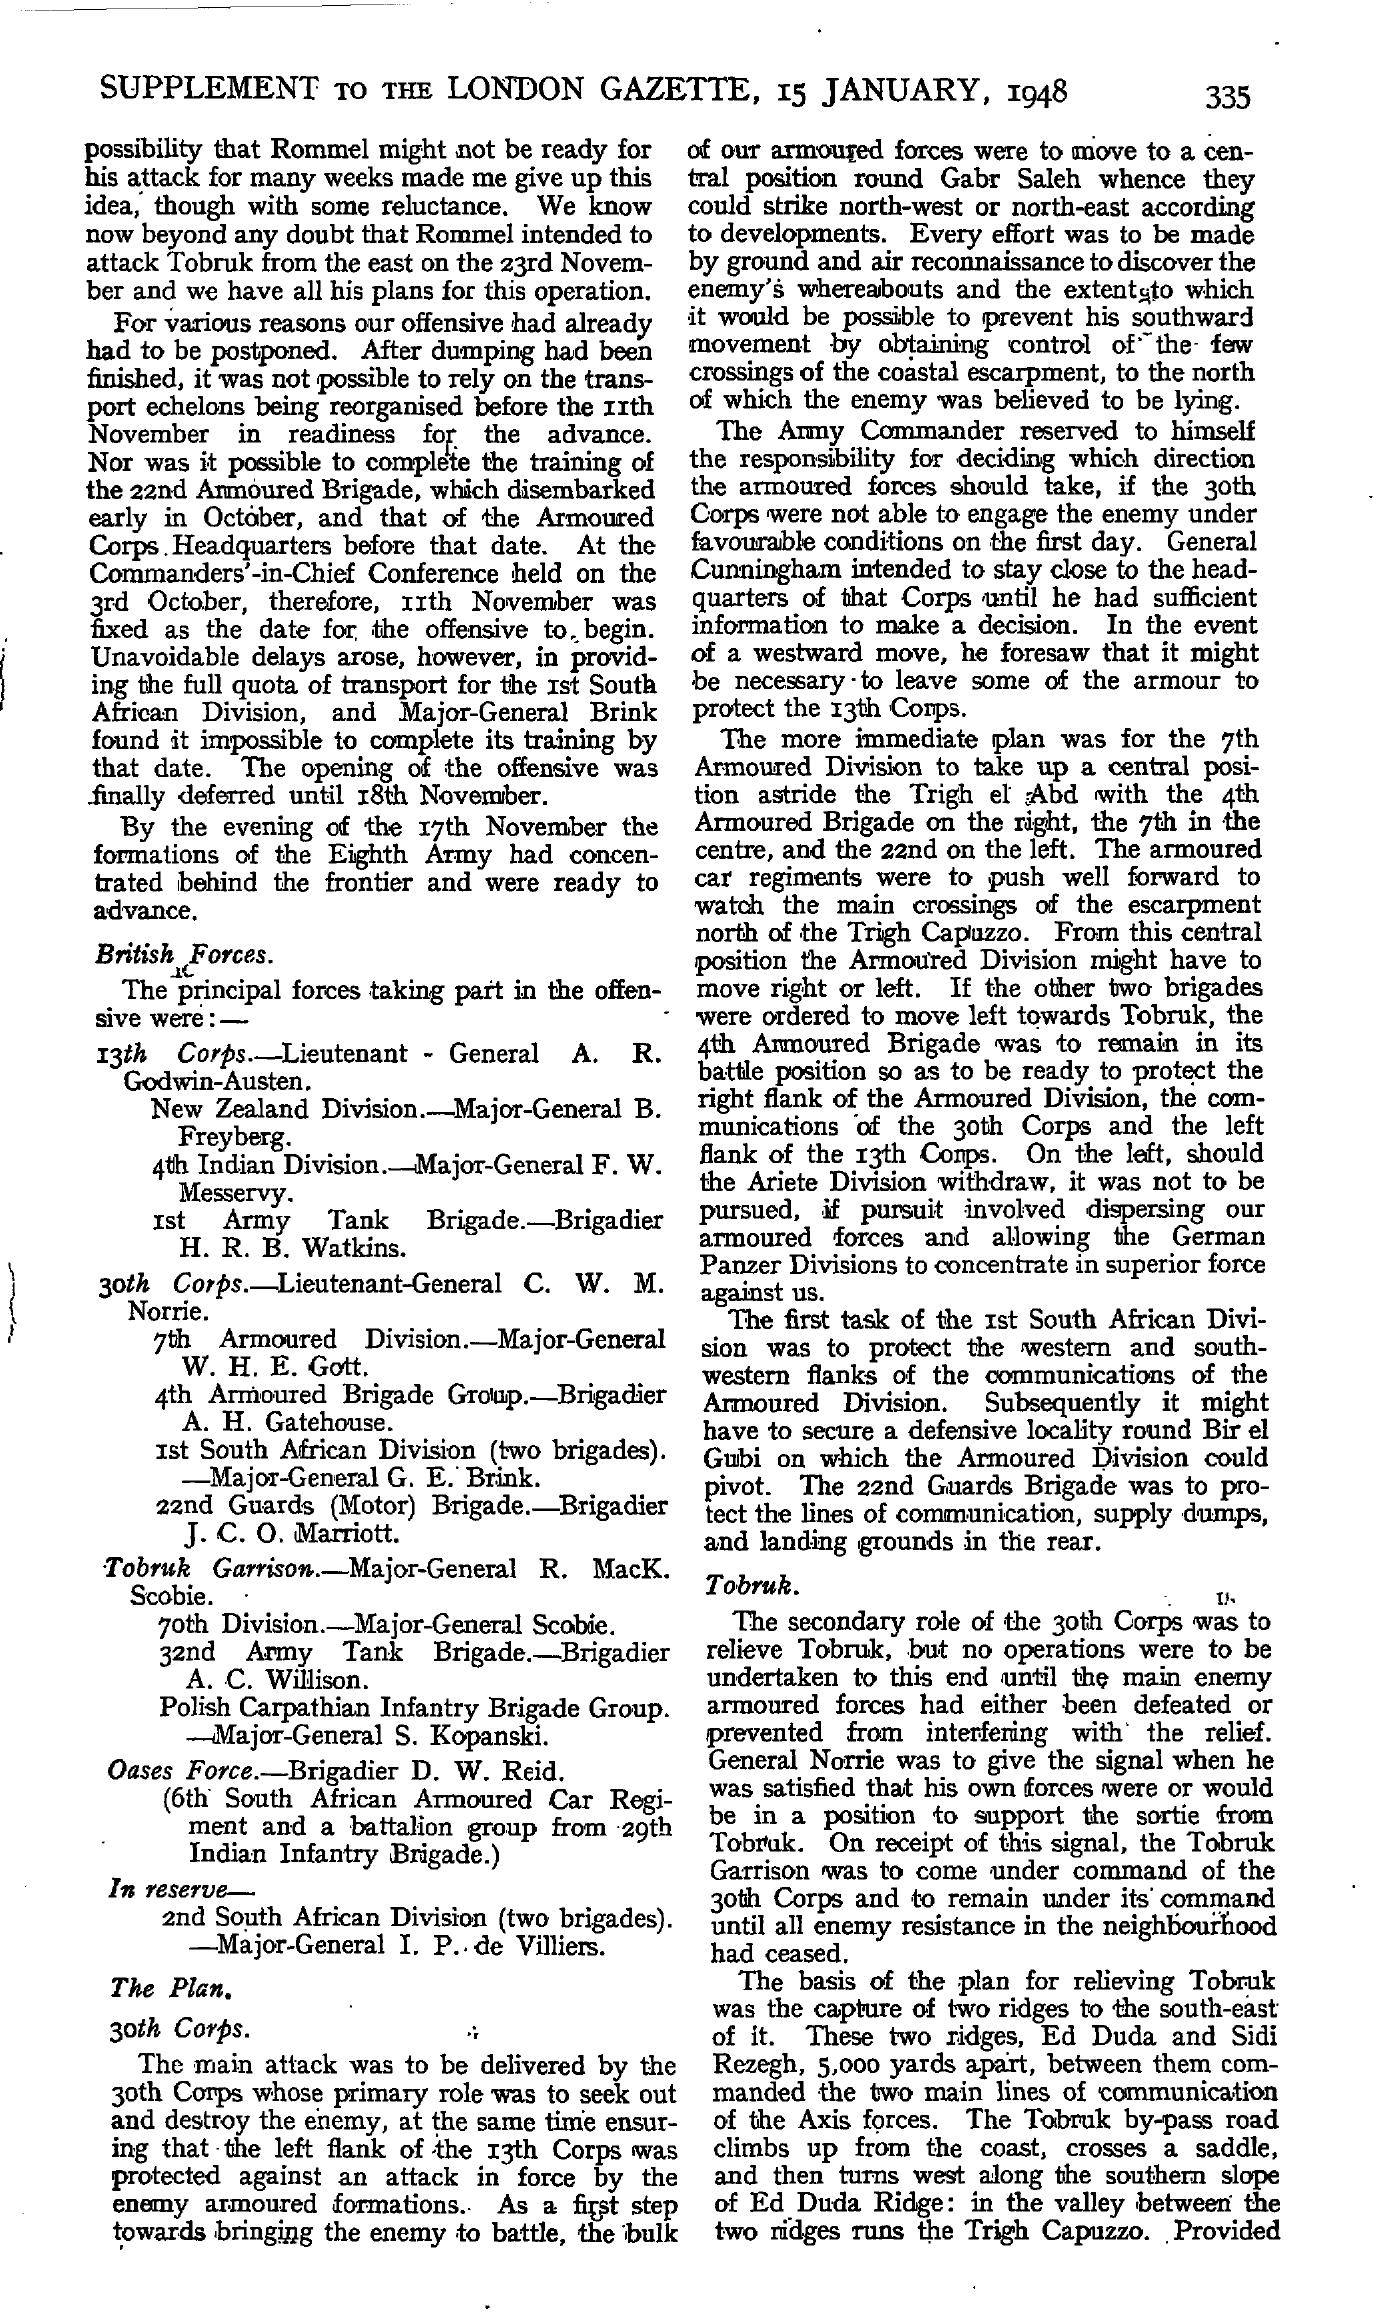 SUPPLEMENT TO THE LONDON GAZETTE, 15 JANUARY, 1948 335
possibility that Rommel might not be ready for
his attack for many weeks made me give up this
idea, though with some reluctance. We know
now beyond any doubt that Rommel intended to
attack Tobruk from the east on the 23rd Novem-
ber and we have all his plans for this operation.
For various reasons our offensive had already
had to be postponed. After dumping had been
finished, it was not possible to rely on the trans-
port echelons being reorganised before the 11th
November in readiness for the advance.
Nor was it possible to complete the training of
the 22nd Armoured Brigade, which disembarked
early in October, and that of the Armoured
Corps Headquarters before that date. At the
Commanders'-in-Chief Conference held on the
3rd October, therefore, 11th November was
fixed as the date for the offensive to begin.
Unavoidable delays arose, however, in provid-
ing the full quota of transport for the 1st South
African Division, and Major-General Brink
found it impossible to complete its training by
that date. The opening of the offensive was
finally deferred until 18th November.
By the evening of the 17th November the
formations of the Eighth Army had concen-
trated behind the frontier and were ready to
advance.
British Forces.
The principal forces taking part in the offen-
sive were:—
13th Corps.—Lieutenant - General A. R.
Godwin-Austen.
New Zealand Division.—Major-General B.
Freyberg.
4th Indian Division.—Major-General F. W.
Messervy.
1st Army Tank Brigade.—Brigadier
H. R. B. Watkins.
30th Corps.—Lieutenant-General C. W. M.
Norrie.
7th Armoured Division.—Major-General
W. H. E. Gott.
4th Armoured Brigade Group.—Brigadier
A. H. Gatehouse.
1st South African Division (two brigades).
—Major-General G. E. Brink.
22nd Guards (Motor) Brigade.—Brigadier
J. C. O. Marriott.
Tobruk Garrison.—Major-General R. MacK.
Scobie.
70th Division.—Major-General Scobie.
32nd Army Tank Brigade.—Brigadier
A. C. Willison.
Polish Carpathian Infantry Brigade Group.
—Major-General S. Kopanski.
Oases Force.—Brigadier D. W. Reid.
(6th South African Armoured Car Regi-
ment and a battalion group from 29th
Indian Infantry Brigade.)
In reserve—
2nd South African Division (two brigades).
—Major-General I. P. de Villiers.
The Plan.
30th Corps.
The main attack was to be delivered by the
30th Corps whose primary role was to seek out
and destroy the enemy, at the same time ensur-
ing that the left flank of the 13th Corps was
protected against an attack in force by the
enemy armoured formations. As a first step
towards bringing the enemy to battle, the bulk
of our armoured forces were to move to a cen-
tral position round Gabr Saleh whence they
could strike north-west or north-east according
to developments. Every effort was to be made
by ground and air reconnaissance to discover the
enemy's whereabouts and the extent to which
it would be possible to prevent his southward
movement by obtaining control of the few
crossings of the coastal escarpment, to the north
of which the enemy was believed to be lying.
The Army Commander reserved to himself
the responsibility for deciding which direction
the armoured forces should take, if the 30th
Corps were not able to engage the enemy under
favourable conditions on the first day. General
Cunningham intended to stay close to the head-
quarters of that Corps until he had sufficient
information to make a decision. In the event
of a westward move, he foresaw that it might
be necessary to leave some of the armour to
protect the 13th Corps.
The more immediate plan was for the 7th
Armoured Division to take up a central posi-
tion astride the Trigh el Abd with the 4th
Armoured Brigade on the right, the 7th in the
centre, and the 22nd on the left. The armoured
car regiments were to push well forward to
watch the main crossings of the escarpment
north of the Trigh Capuzzo. From this central
position the Armoured Division might have to
move right or left. If the other two brigades
were ordered to move left towards Tobruk, the
4th Armoured Brigade was to remain in its
battle position so as to be ready to protect the
right flank of the Armoured Division, the com-
munications of the 30th Corps and the left
flank of the 13th Corps. On the left, should
the Ariete Division withdraw, it was not to be
pursued, if pursuit involved dispersing our
armoured forces and allowing the German
Panzer Divisions to concentrate in superior force
against us.
The first task of the 1st South African Divi-
sion was to protect the western and south-
western flanks of the communications of the
Armoured Division. Subsequently it might
have to secure a defensive locality round Bir el
Gubi on which the Armoured Division could
pivot. The 22nd Guards Brigade was to pro-
tect the lines of communication, supply dumps,
and landing grounds in the rear.
Tobruk.
The secondary role of the 30th Corps was to
relieve Tobruk, but no operations were to be
undertaken to this end until the main enemy
armoured forces had either been defeated or
prevented from interfering with the relief.
General Norrie was to give the signal when he
was satisfied that his own forces were or would
be in a position to support the sortie from
Tobruk. On receipt of this signal, the Tobruk
Garrison was to come under command of the
30th Corps and to remain under its command
until all enemy resistance in the neighbourhood
had ceased.
The basis of the plan for relieving Tobruk
was the capture of two ridges to the south-east
of it. These two ridges, Ed Duda and Sidi
Rezegh, 5,000 yards apart, between them com-
manded the two main lines of communication
of the Axis forces. The Tobruk by-pass road
climbs up from the coast, crosses a saddle,
and then turns west along the southern slope
of Ed Duda Ridge: in the valley between the
two ridges runs the Trigh Capuzzo. Provided